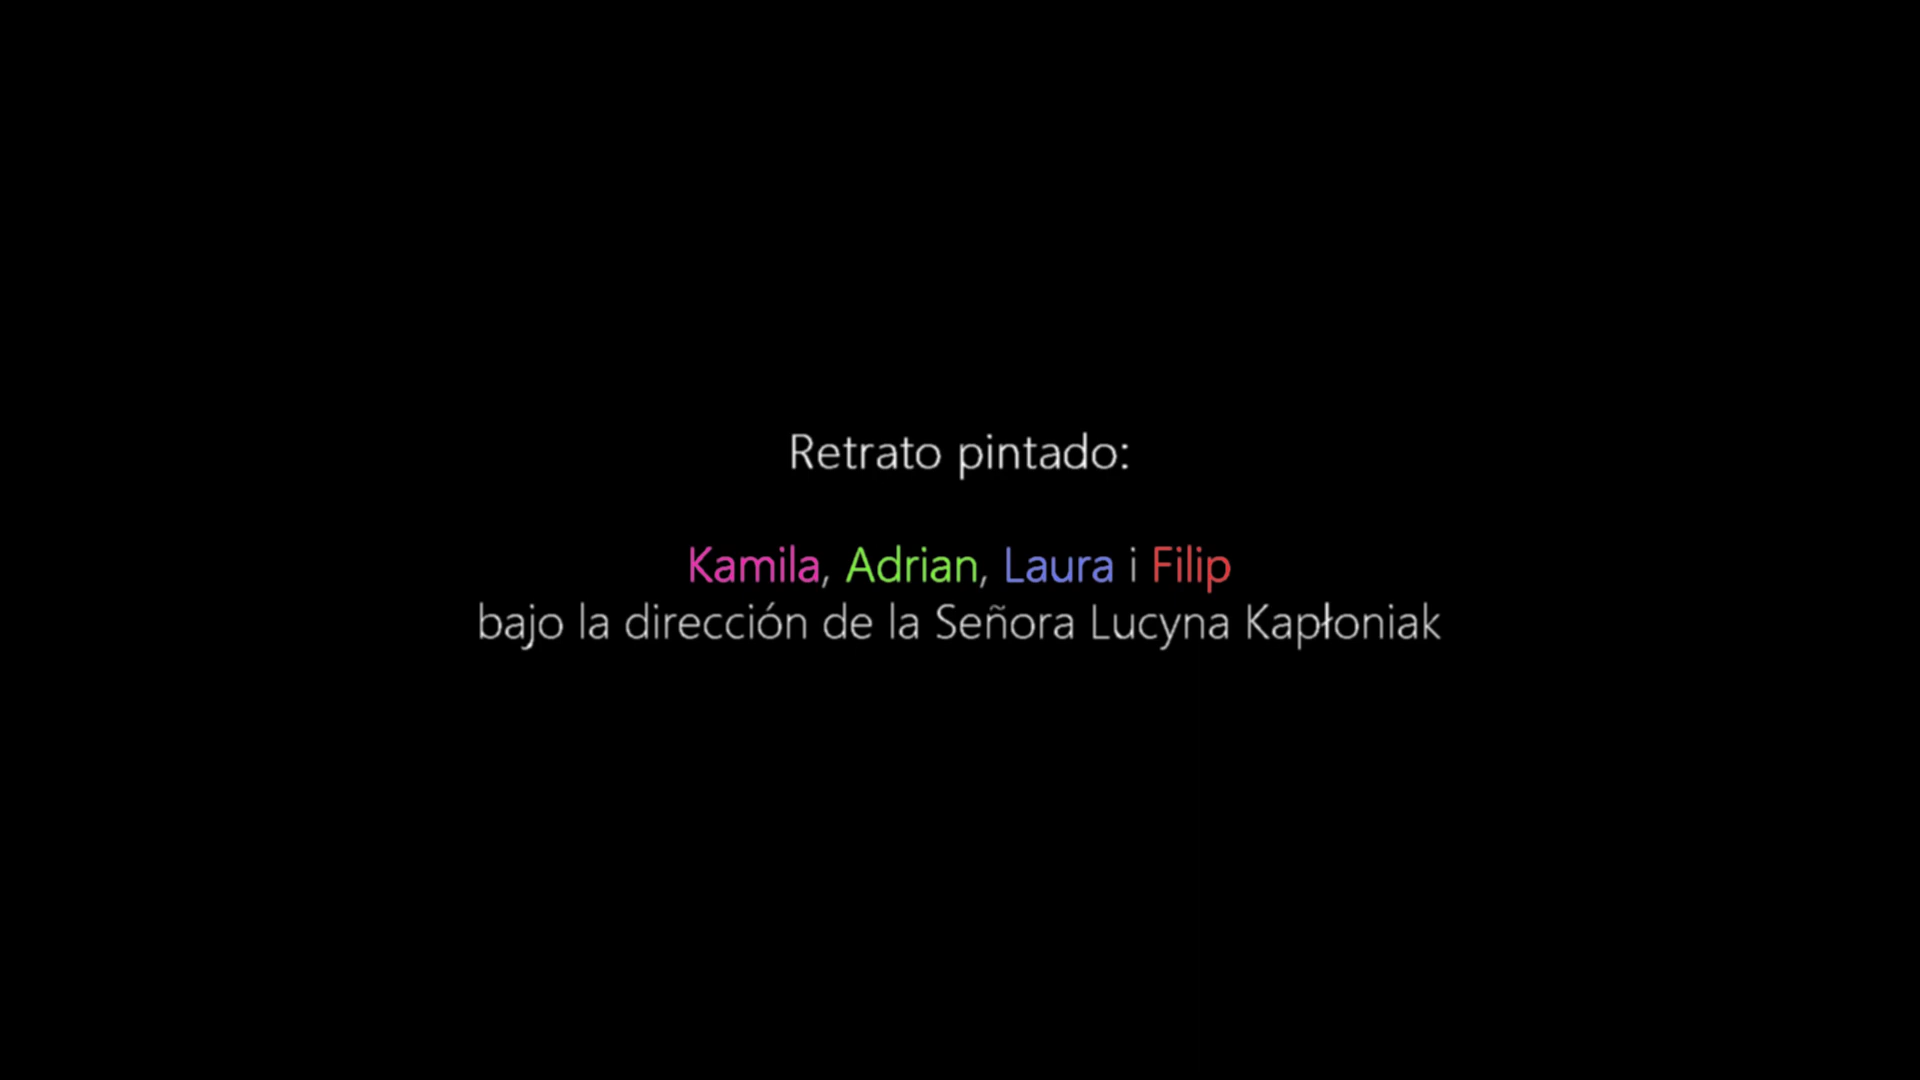 Retrato pintado:
Kamila, Adrian, Laura i Filip
bajo la dirección de la Señora Lucyna Kapłoniak